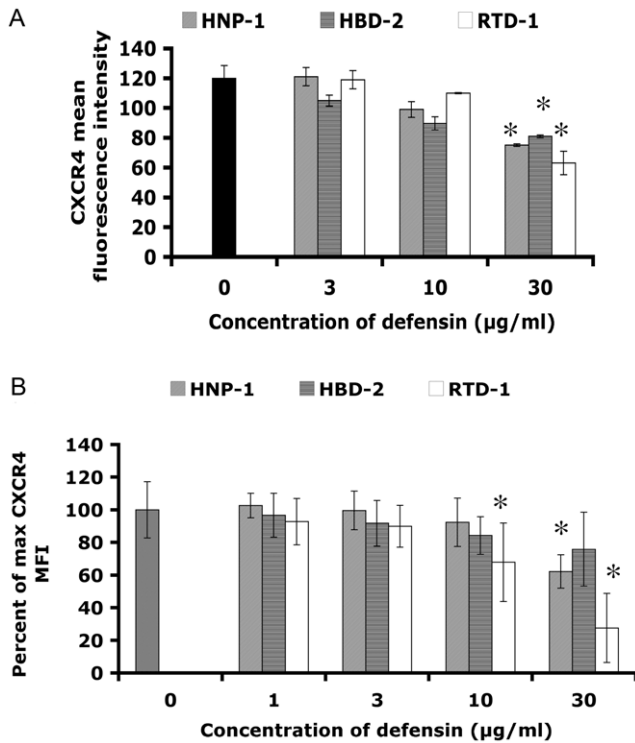 A
HNP-1 HBD-2 RTD-1
CXCR4 mean
fluorescence intensity
140
120
100
80
60
40
20
0
* * *
0 3 10 30
Concentration of defensin (µg/ml)
B
HNP-1 HBD-2 RTD-1
Percent of max CXCR4
MFI
140
120
100
80
60
40
20
0
* * *
0 1 3 10 30
Concentration of defensin (µg/ml)